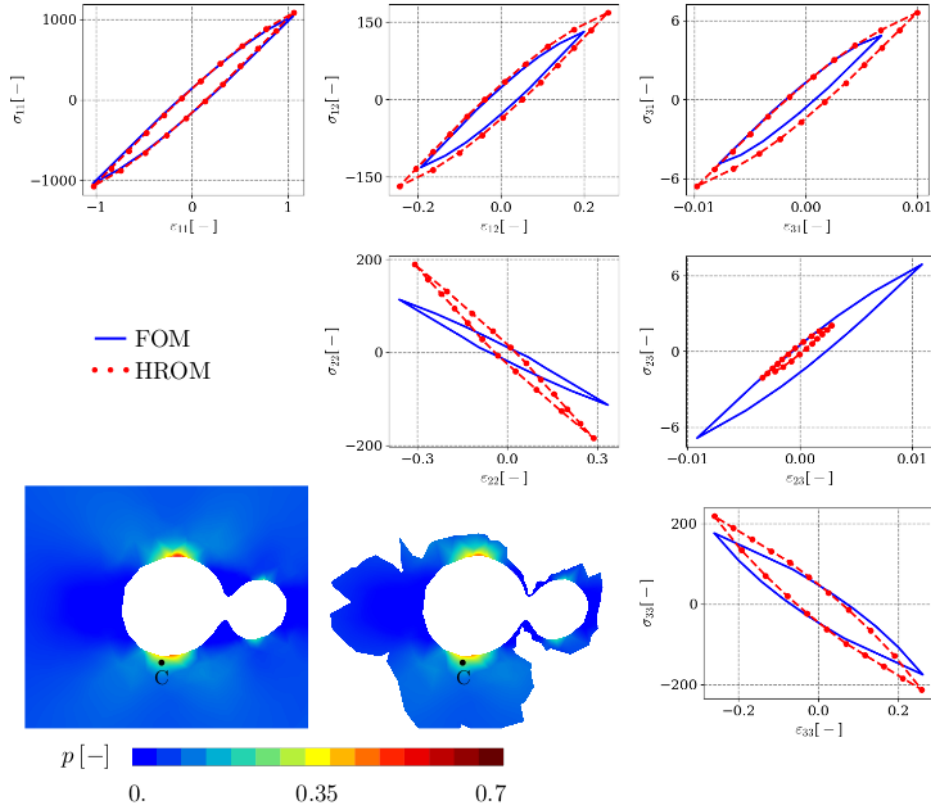 1000
0
−1000
σ₁₁[−]
−1
0
1
ε₁₁[−]
150
0
−150
σ₁₂[−]
−0.2
0.0
0.2
ε₁₂[−]
6
0
−6
σ₃₁[−]
−0.01
0.00
0.01
ε₃₁[−]
FOM
HROM
200
0
−200
σ₂₂[−]
−0.3
0.0
0.3
ε₂₂[−]
6
0
−6
σ₂₃[−]
−0.01
0.00
0.01
ε₂₃[−]
C
C
200
0
−200
σ₃₃[−]
−0.2
0.0
0.2
ε₃₃[−]
p [−]
0. 0.35 0.7